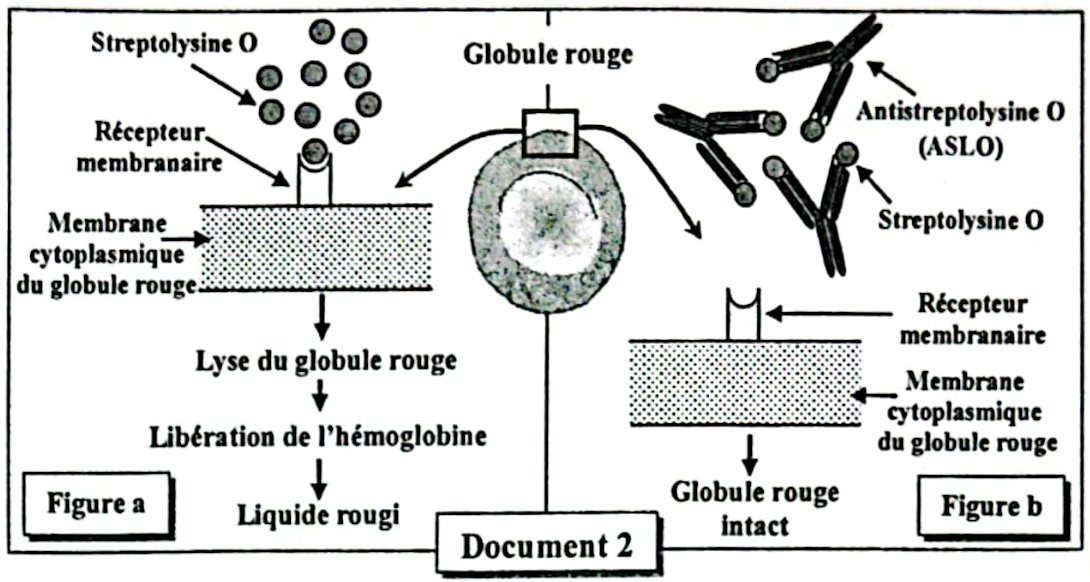 Streptolysine O
Récepteur
membranaire
Membrane
cytoplasmique
du globule rouge
Lyse du globule rouge
Libération de l'hémoglobine
Liquide rougi
Figure a
Globule rouge
Antistreptolysine O
(ASLO)
Streptolysine O
Récepteur
membranaire
Membrane
cytoplasmique
du globule rouge
Globule rouge
intact
Figure b
Document 2